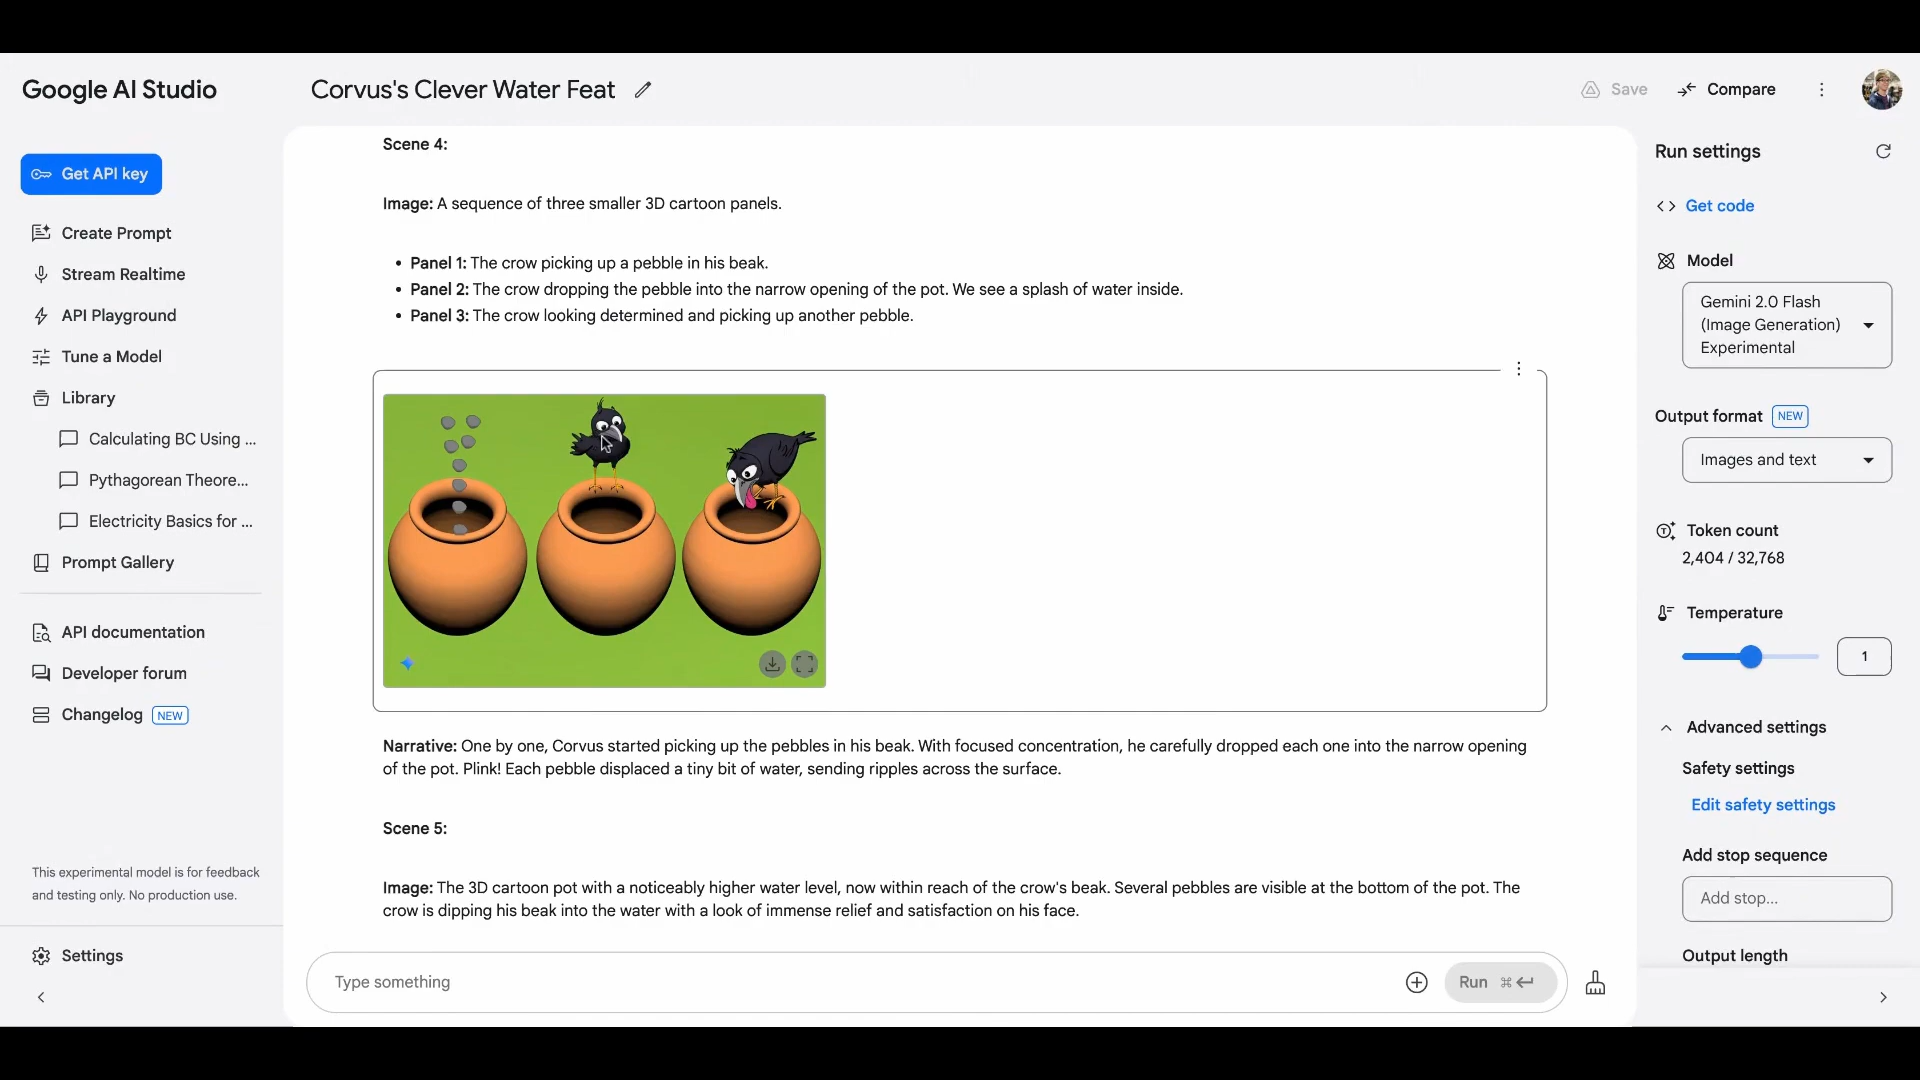 Google AI Studio
Get API key
Create Prompt
Stream Realtime
API Playground
Tune a Model
Library
Calculating BC Using ...
Pythagorean Theore...
Electricity Basics for ...
Prompt Gallery
API documentation
Developer forum
Changelog NEW
This experimental model is for feedback
and testing only. No production use.
Settings
Corvus's Clever Water Feat
Save
Compare
Scene 4:
Image: A sequence of three smaller 3D cartoon panels.
• Panel 1: The crow picking up a pebble in his beak.
• Panel 2: The crow dropping the pebble into the narrow opening of the pot. We see a splash of water inside.
• Panel 3: The crow looking determined and picking up another pebble.
Narrative: One by one, Corvus started picking up the pebbles in his beak. With focused concentration, he carefully dropped each one into the narrow opening
of the pot. Plink! Each pebble displaced a tiny bit of water, sending ripples across the surface.
Scene 5:
Image: The 3D cartoon pot with a noticeably higher water level, now within reach of the crow's beak. Several pebbles are visible at the bottom of the pot. The
crow is dipping his beak into the water with a look of immense relief and satisfaction on his face.
Type something
Run ⌘
Run settings
Get code
Model
Gemini 2.0 Flash
(Image Generation)
Experimental
Output format NEW
Images and text
Token count
2,404 / 32,768
Temperature
1
Advanced settings
Safety settings
Edit safety settings
Add stop sequence
Add stop...
Output length